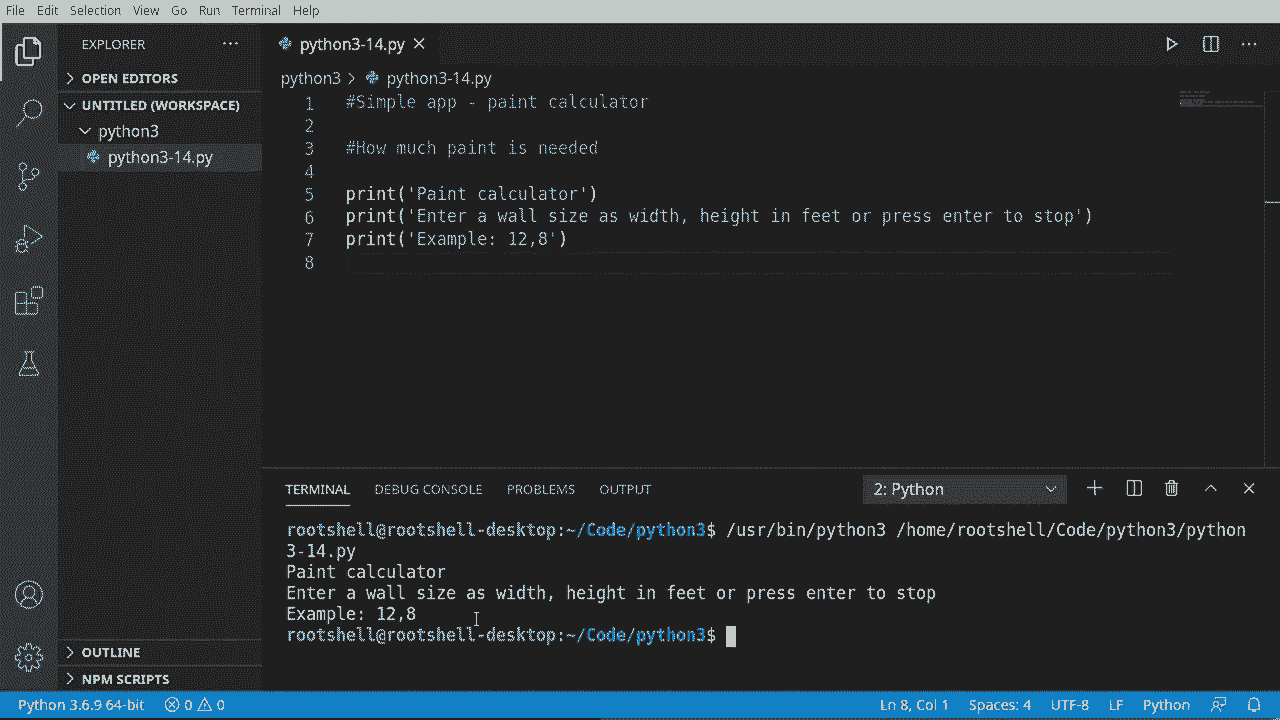 File Edit Selection View Go Run Terminal Help
EXPLORER
OPEN EDITORS
UNTITLED (WORKSPACE)
python3
python3-14.py
OUTLINE
NPM SCRIPTS
python3-14.py
python3 > python3-14.py
1 #Simple app - paint calculator
2
3 #How much paint is needed
4
5 print('Paint calculator')
6 print('Enter a wall size as width, height in feet or press enter to stop')
7 print('Example: 12,8')
8
TERMINAL DEBUG CONSOLE PROBLEMS OUTPUT 2: Python
rootshell@rootshell-desktop:~/Code/python3$ /usr/bin/python3 /home/rootshell/Code/python3/python
3-14.py
Paint calculator
Enter a wall size as width, height in feet or press enter to stop
Example: 12,8
rootshell@rootshell-desktop:~/Code/python3$
Python 3.6.9 64-bit 0 0 Ln 8, Col 1 Spaces: 4 UTF-8 LF Python